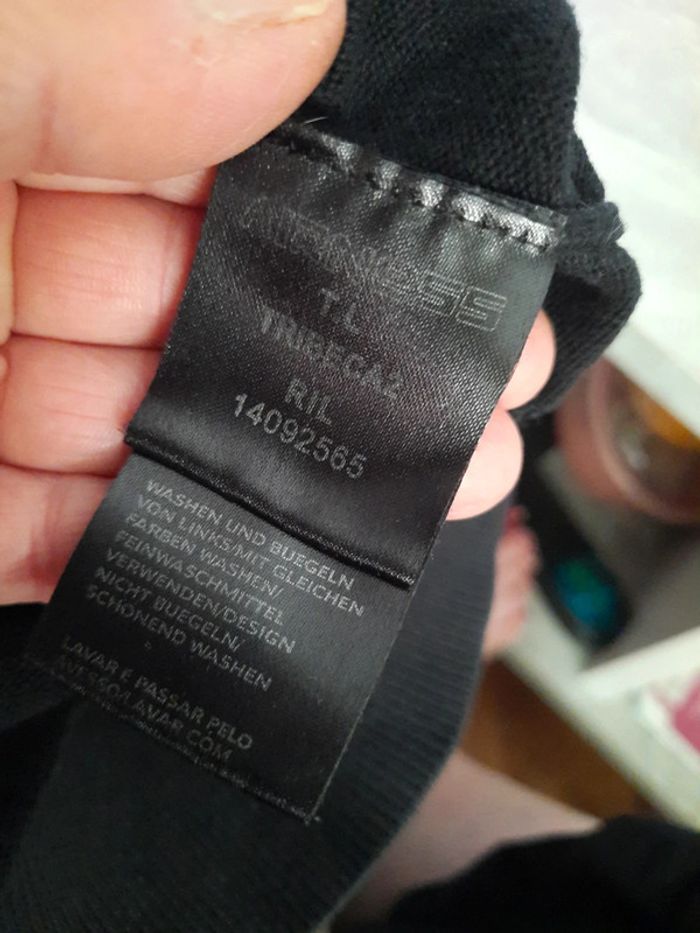 AIRNESS
T.L
TRIBECA2
RIL
14092565
WASHEN UND BUEGELN
VON LINKS/MIT GLEICHEN
FARBEN WASHEN/
FEINWASCHMITTEL
VERWENDEN/DESIGN
NICHT BUEGELN/
SCHONEND WASHEN
LAVAR E PASSAR PELO
AVESSO/LAVAR COM